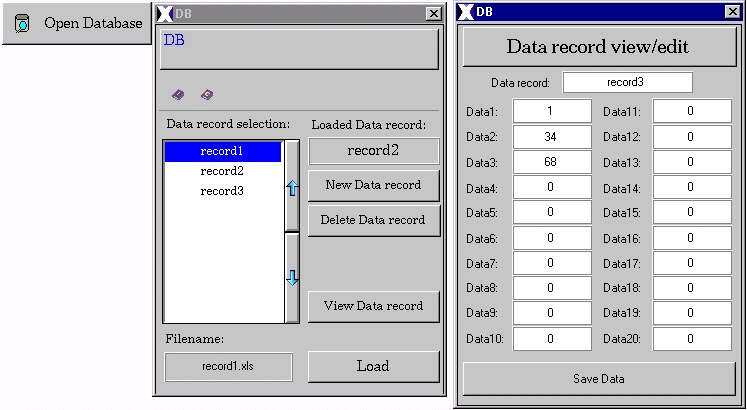 Open Database
DB
DB
Data record selection:
record1
record2
record3
Loaded Data record:
record2
New Data record
Delete Data record
View Data record
Filename:
record1.xls
Load
DB
Data record view/edit
Data record: record3
Data1: 1 Data11: 0
Data2: 34 Data12: 0
Data3: 68 Data13: 0
Data4: 0 Data14: 0
Data5: 0 Data15: 0
Data6: 0 Data16: 0
Data7: 0 Data17: 0
Data8: 0 Data18: 0
Data9: 0 Data19: 0
Data10: 0 Data20: 0
Save Data